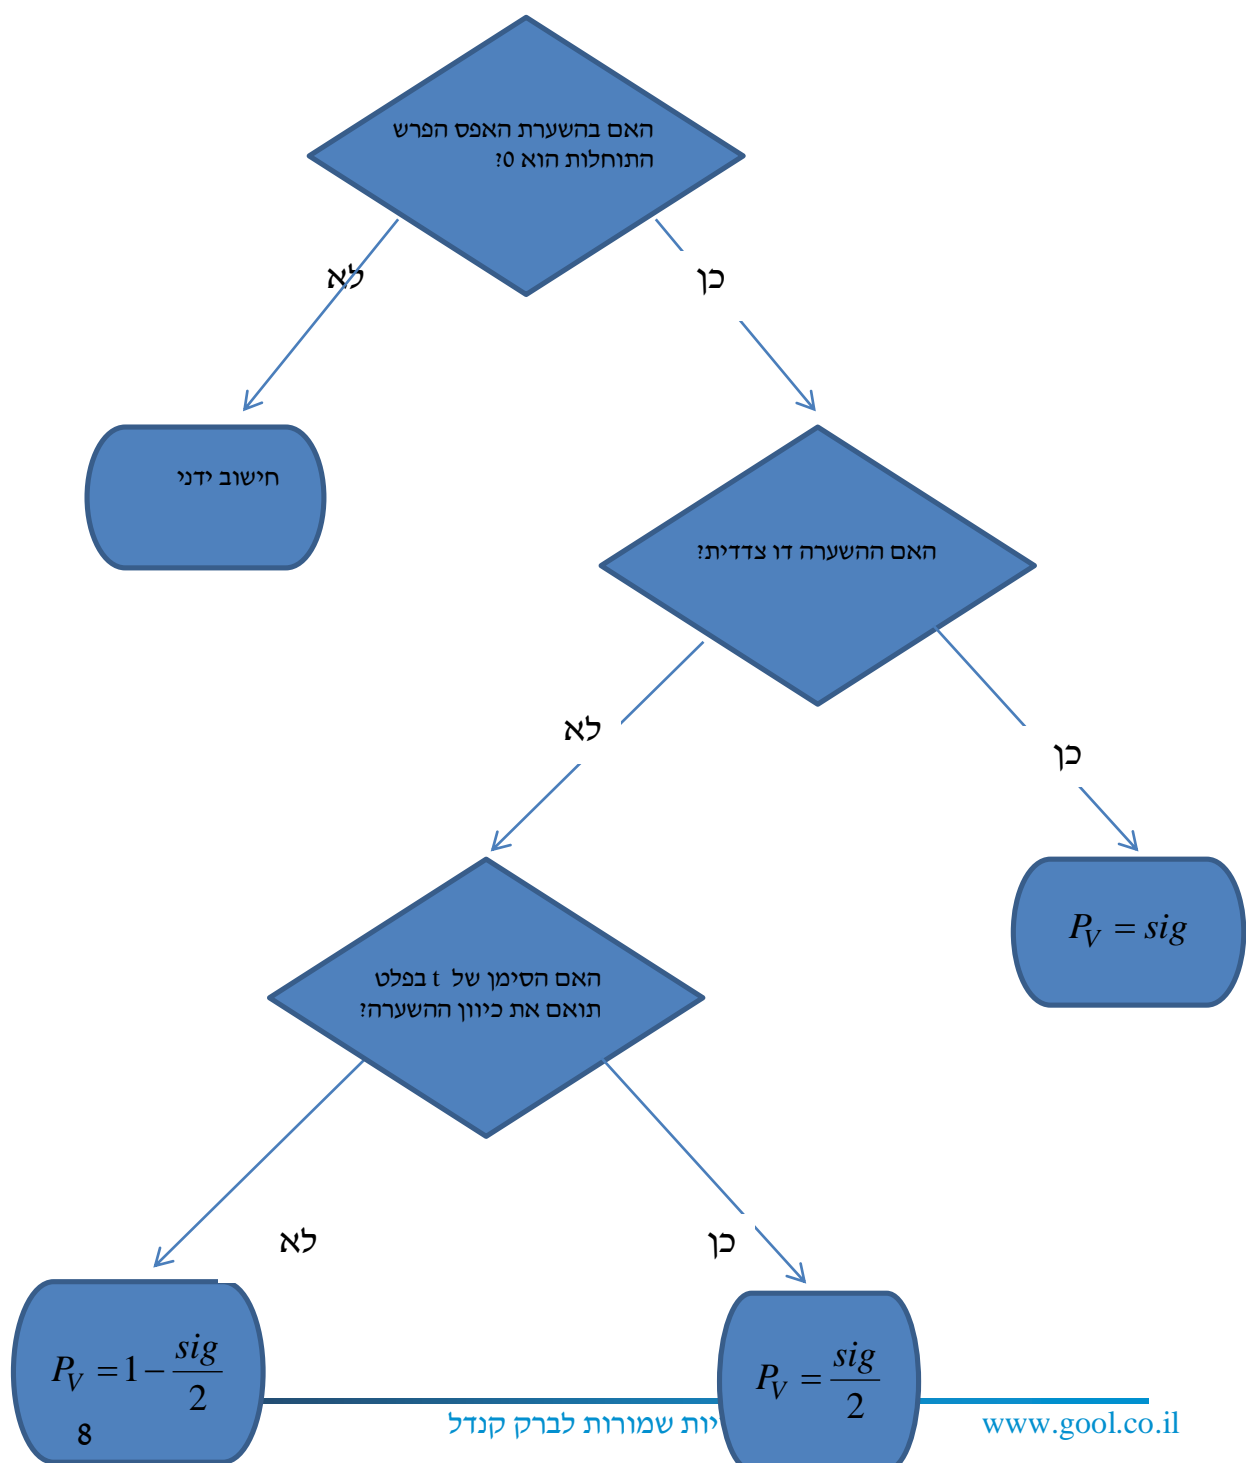 האם בהשערת האפס הפרש
התוחלות הוא 0?
לא
כן
חישוב ידני
האם ההשערה דו צדדית?
לא
כן
P_V = sig
האם הסימן של t בפלט
תואם את כיוון ההשערה?
לא
כן
P_V = 1 - sig/2
P_V = sig/2
8
יות שמורות לברק קנדל
www.gool.co.il